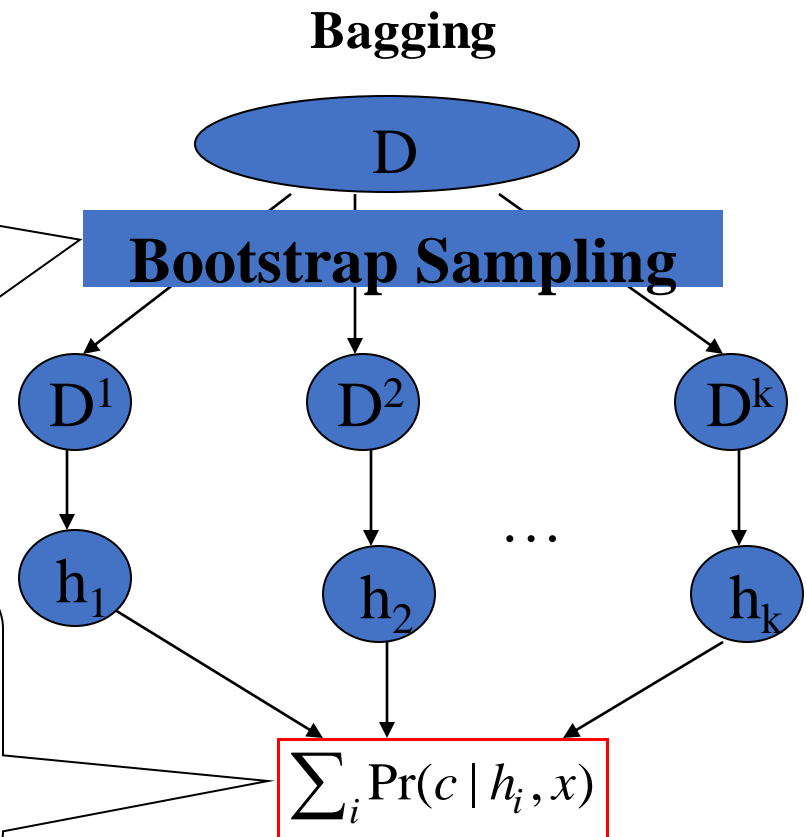 Bagging
D
Bootstrap Sampling
D¹ D² Dᵏ
…
h₁ h₂ hₖ
∑ᵢ Pr(c | hᵢ, x)